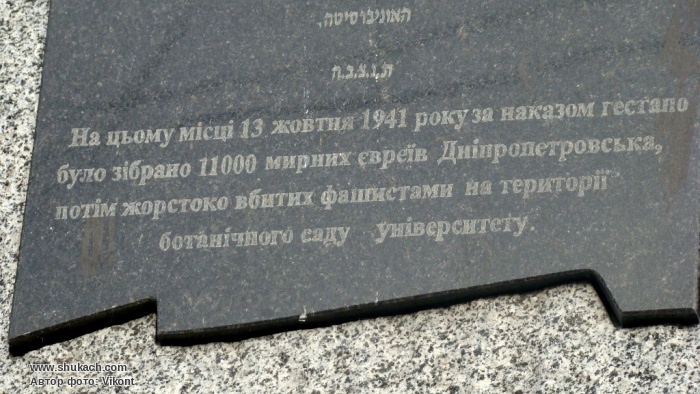 האוניברסיטה.
ת.נ.צ.ב.ה
На цьому місці 13 жовтня 1941 року за наказом гестапо
було зібрано 11000 мирних євреїв Дніпропетровська,
потім жорстоко вбитих фашистами на території
ботанічного саду університету.
www.shukach.com
Автор фото: Vikont